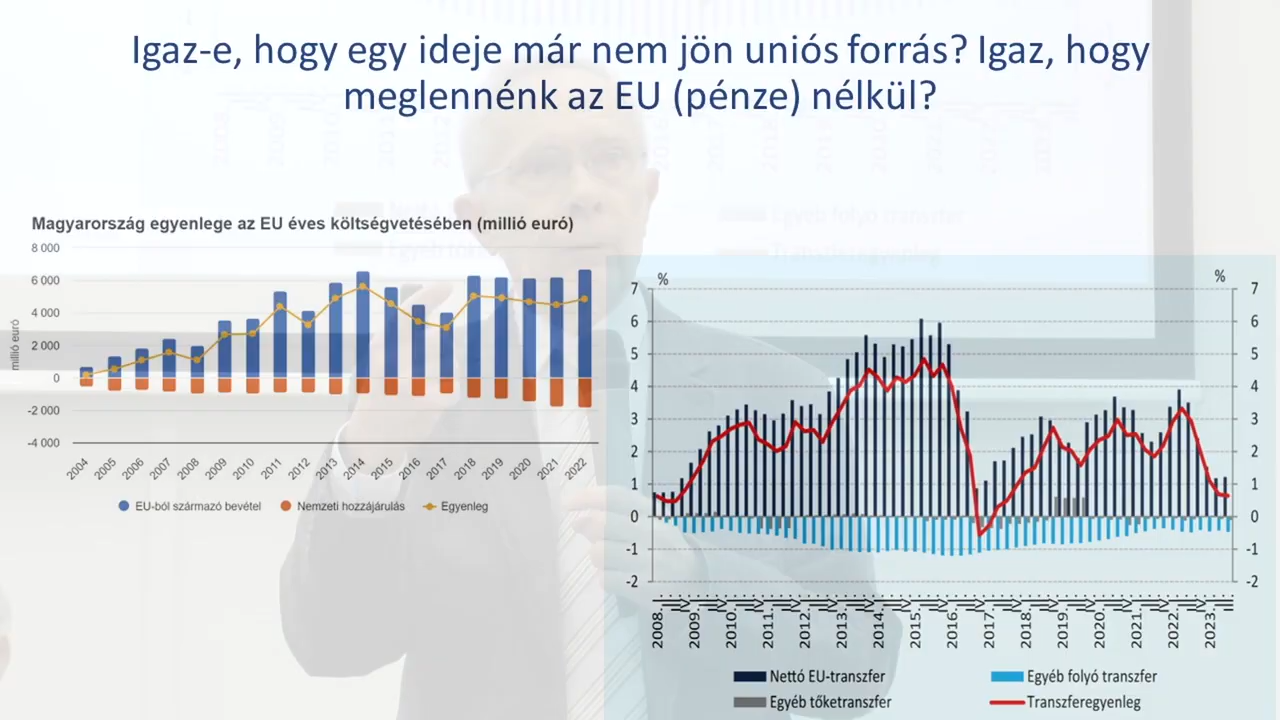 Igaz-e, hogy egy ideje már nem jön uniós forrás? Igaz, hogy
meglennénk az EU (pénze) nélkül?
Magyarország egyenlege az EU éves költségvetésében (millió euró)
8 000
6 000
4 000
2 000
0
-2 000
-4 000
millió euró
2004 2005 2006 2007 2008 2009 2010 2011 2012 2013 2014 2015 2016 2017 2018 2019 2020 2021 2022
EU-ból származó bevétel Nemzeti hozzájárulás Egyenleg
% %
7 7
6 6
5 5
4 4
3 3
2 2
1 1
0 0
-1 -1
-2 -2
2008. 2009. 2010. 2011. 2012. 2013. 2014. 2015. 2016. 2017. 2018. 2019. 2020. 2021. 2022. 2023.
Nettó EU-transzfer Egyéb folyó transzfer
Egyéb tőketranszfer Transzferegyenleg